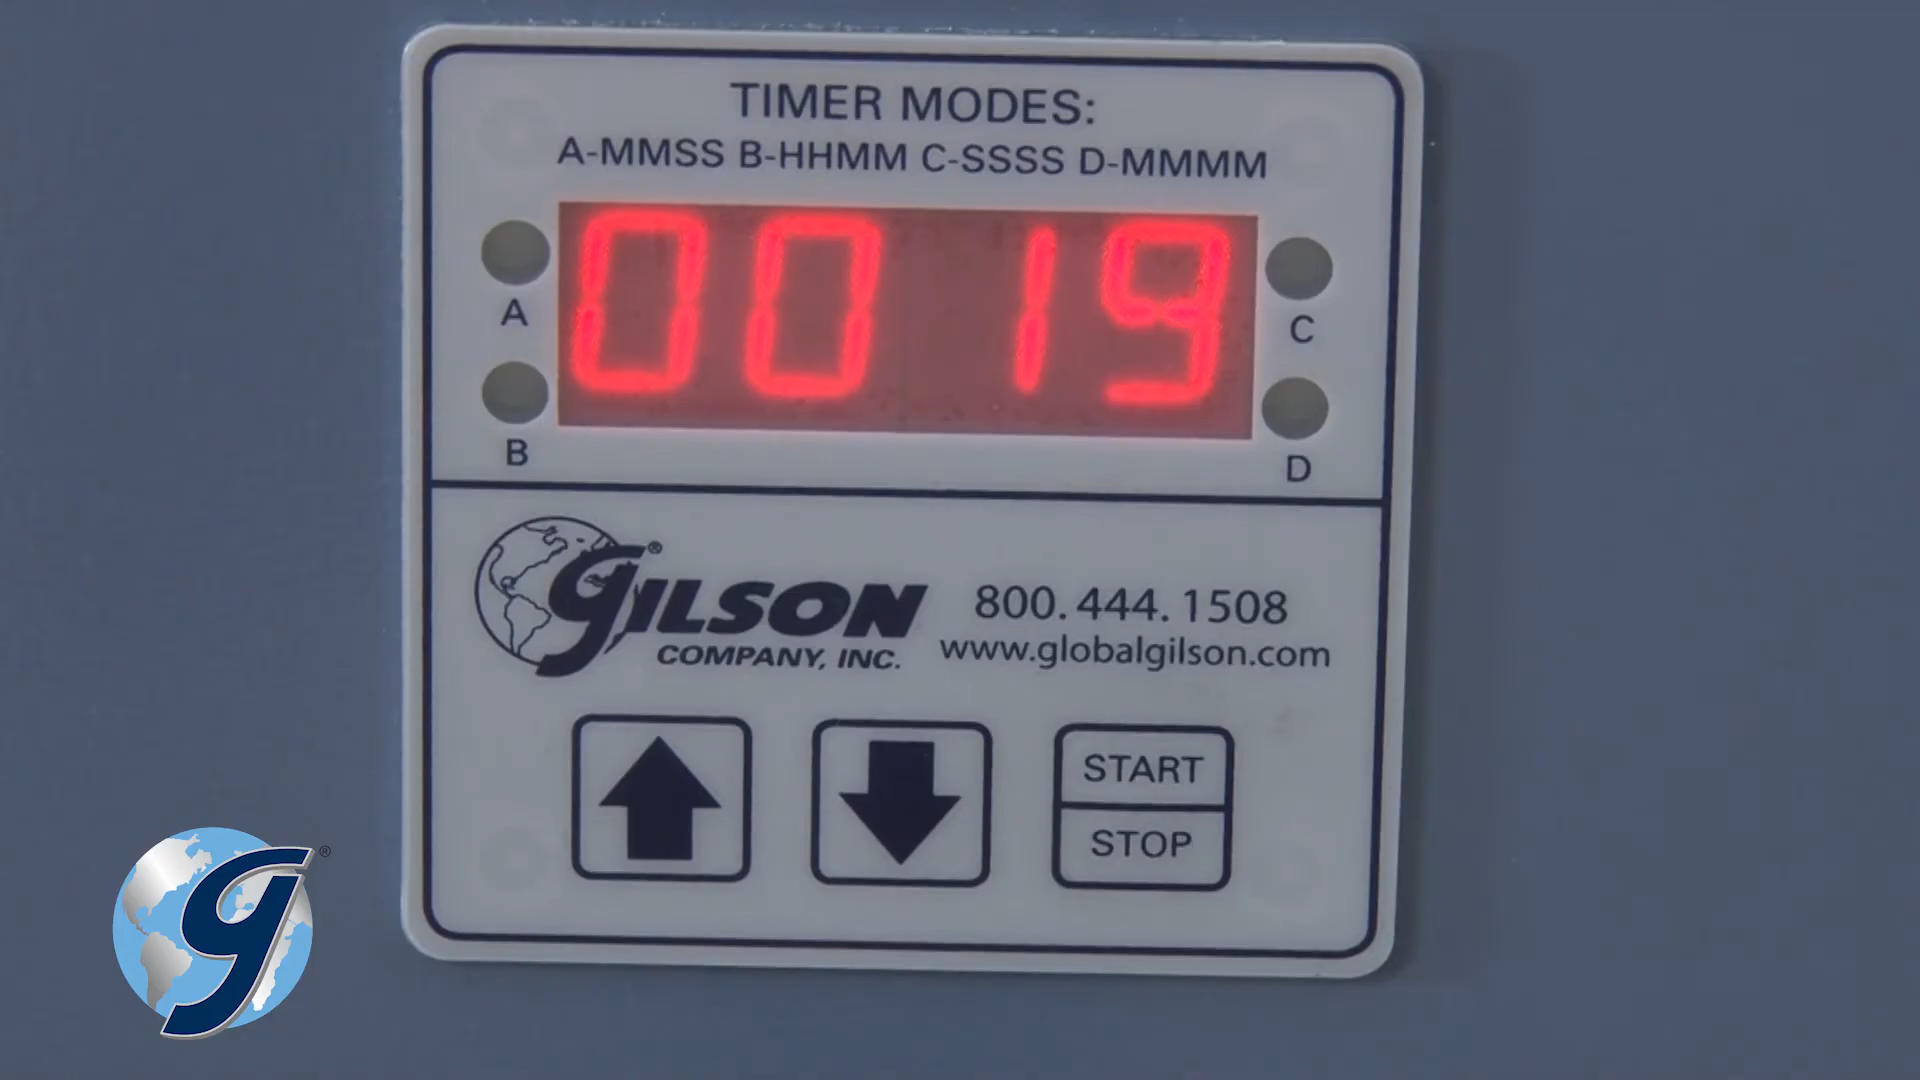 TIMER MODES:
A-MMSS B-HHMM C-SSSS D-MMMM
0019
A
C
B
D
GILSON®
COMPANY, INC.
800.444.1508
www.globalgilson.com
START
STOP
g®